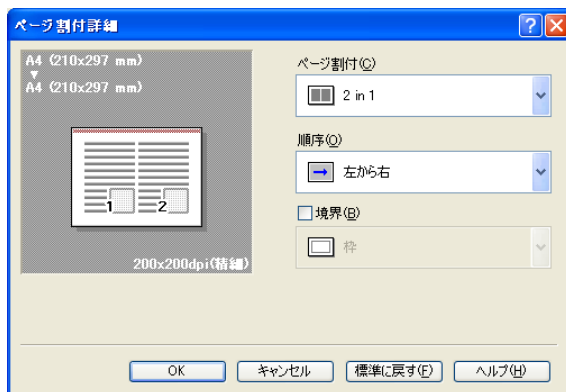 ページ割付詳細
A4 (210x297 mm)
A4 (210x297 mm)
1 2
200x200dpi(精細)
ページ割付(C)
2 in 1
順序(O)
左から右
境界(B)
枠
OK キャンセル 標準に戻す(F) ヘルプ(H)